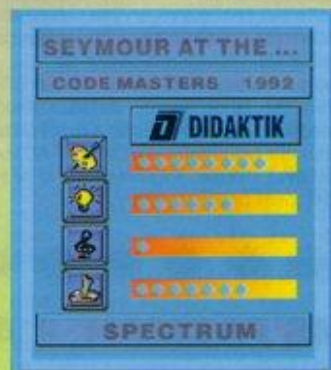 SEYMOUR AT THE ...
CODE MASTERS 1992
DIDAKTIK
SPECTRUM